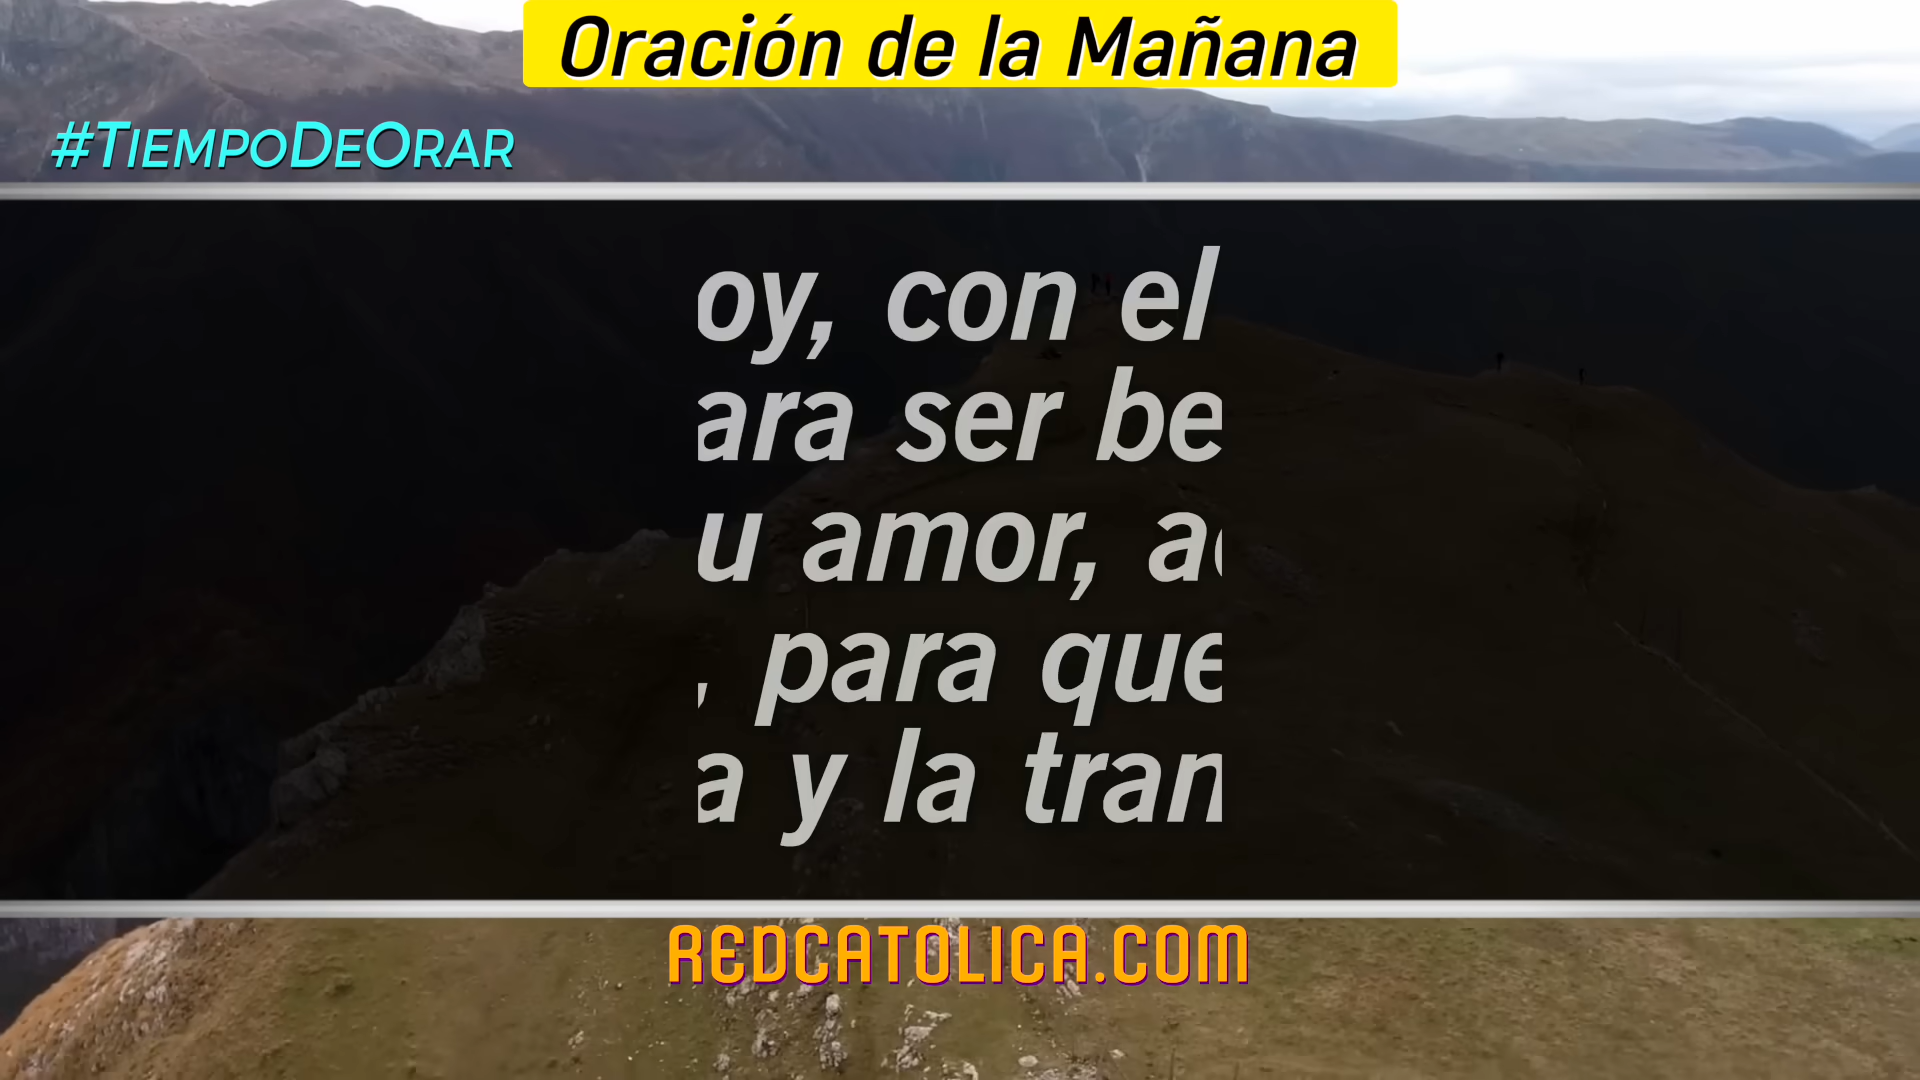 Oración de la Mañana
#TIEMPODEORAR
oy, con el
ara ser be
u amor, a
, para que
a y la tran
REDCATOLICA.COM